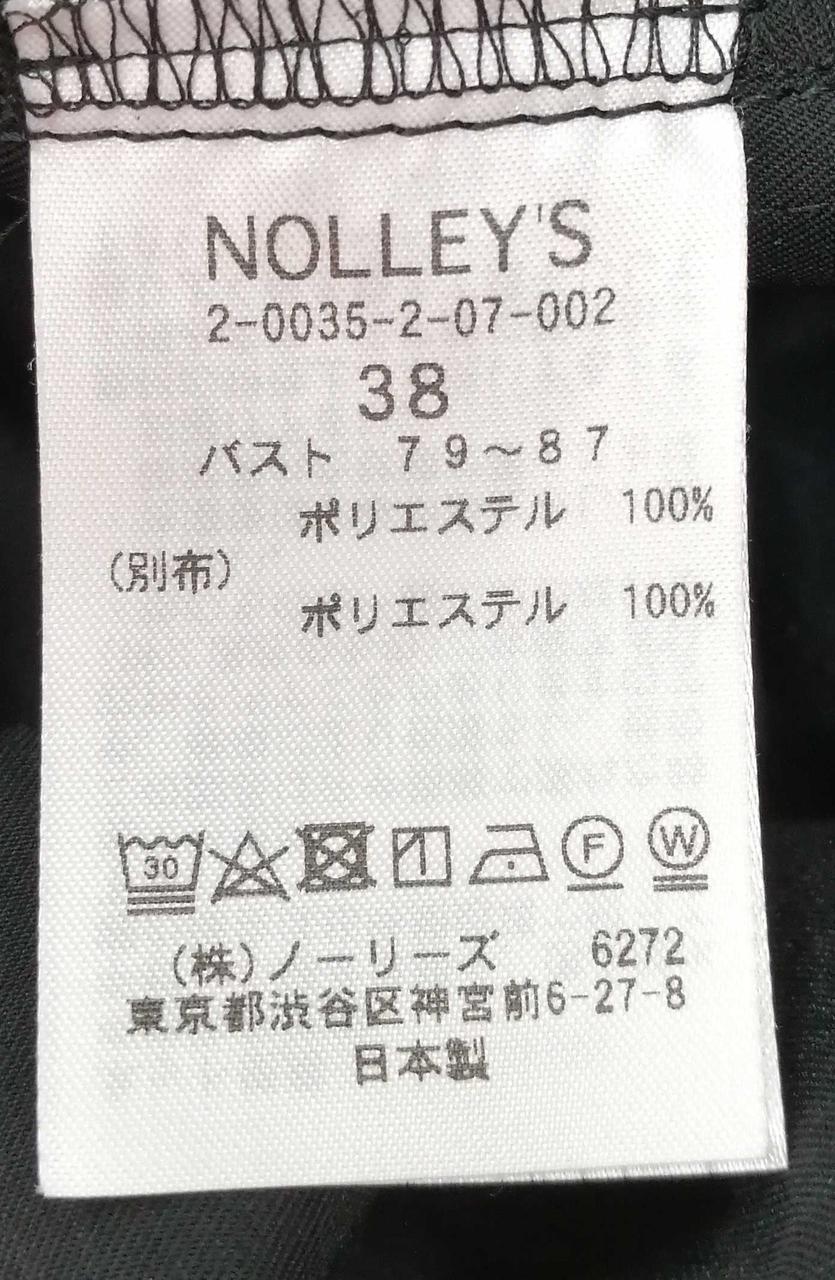 NOLLEY'S
2-0035-2-07-002
38
バスト 79～87
ポリエステル 100%
(別布)
ポリエステル 100%
30 F W
(株)ノーリーズ 6272
東京都渋谷区神宮前6-27-8
日本製